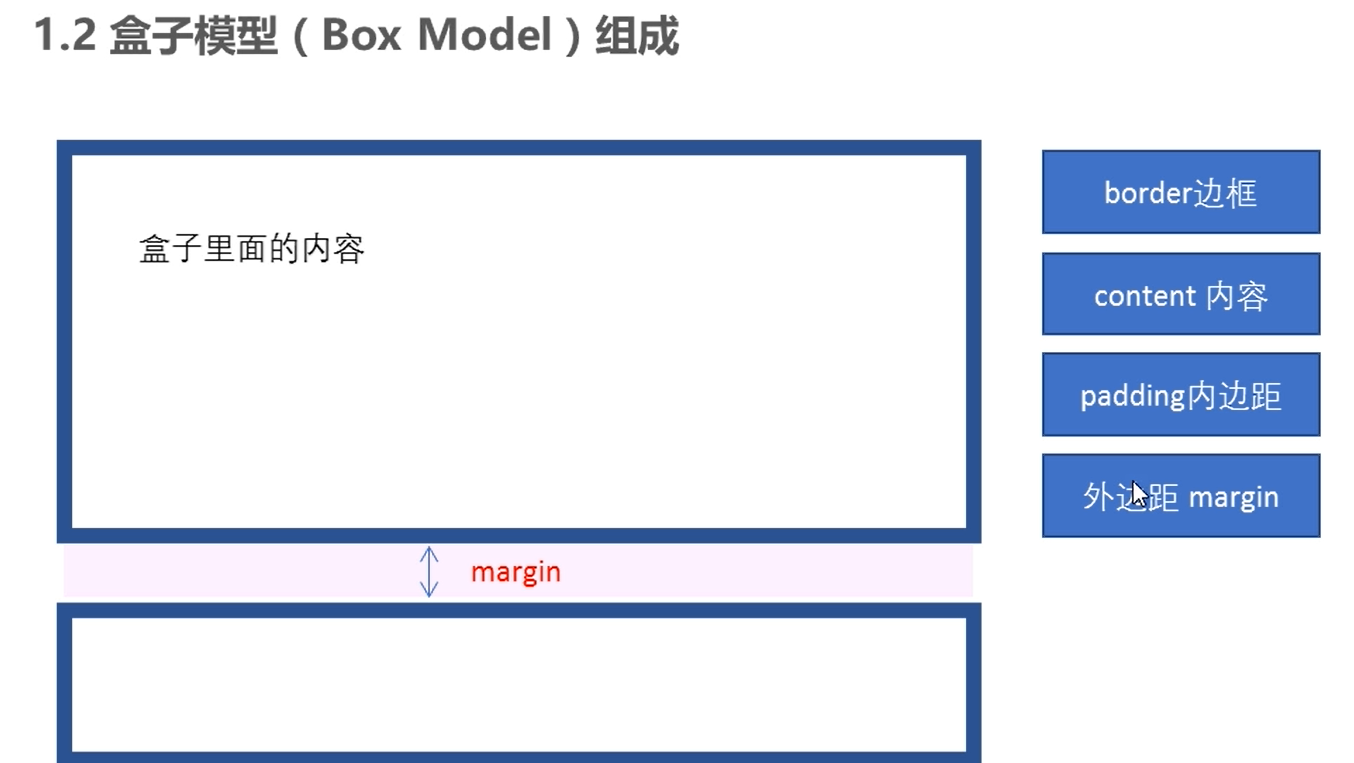 1.2 盒子模型（Box Model）组成
盒子里面的内容
border边框
content 内容
padding内边距
外边距 margin
margin